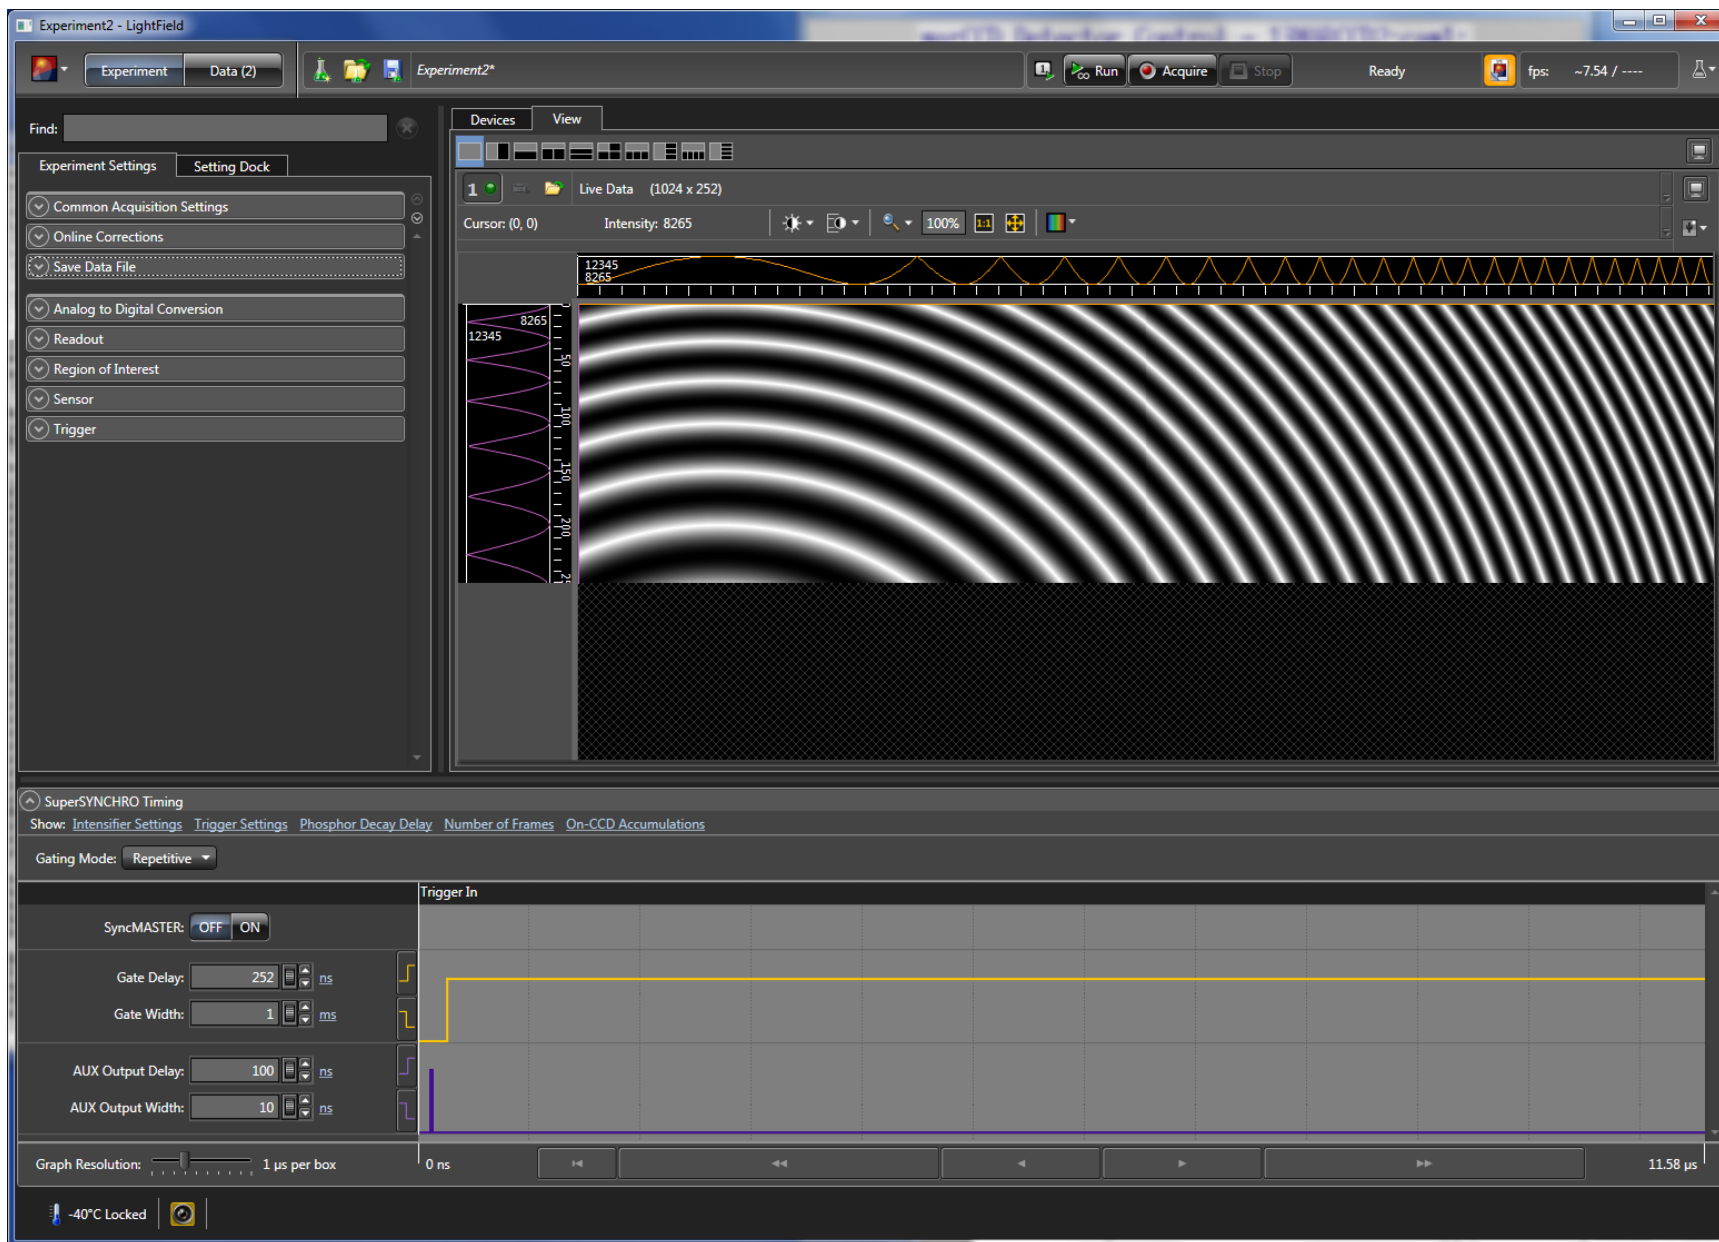 Experiment2 - LightField
Experiment Data (2) Experiment2* Run Acquire Stop Ready fps: ~7.54 / ----
Find:
Devices View
Experiment Settings Setting Dock
1 Live Data (1024 x 252)
Common Acquisition Settings
Cursor: (0, 0) Intensity: 8265 100% 1:1
Online Corrections
Save Data File
12345
8265
Analog to Digital Conversion
8265
12345
Readout
Region of Interest
Sensor
Trigger
50
100
150
200
SuperSYNCHRO Timing
Show: Intensifier Settings Trigger Settings Phosphor Decay Delay Number of Frames On-CCD Accumulations
Gating Mode: Repetitive
Trigger In
SyncMASTER: OFF ON
Gate Delay: 252 ns
Gate Width: 1 ms
AUX Output Delay: 100 ns
AUX Output Width: 10 ns
Graph Resolution: 1 µs per box 0 ns 11.58 µs
-40°C Locked